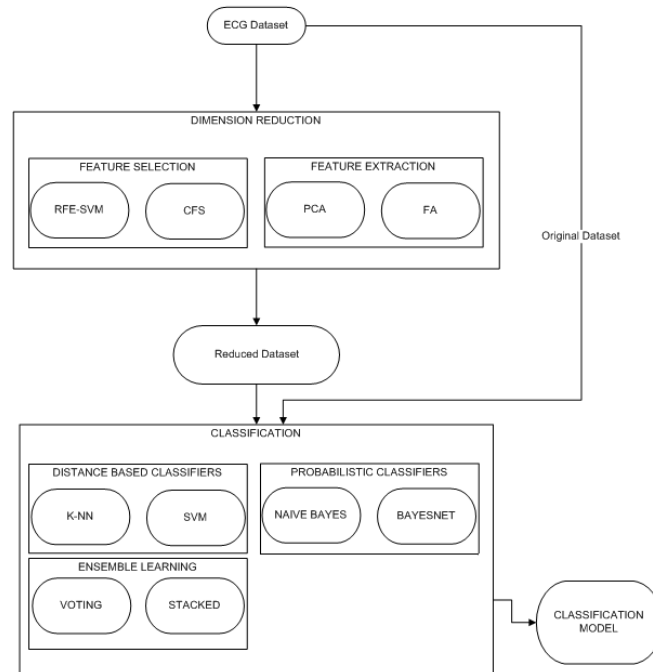 ECG Dataset
DIMENSION REDUCTION
FEATURE SELECTION
FEATURE EXTRACTION
RFE-SVM
CFS
PCA
FA
Original Dataset
Reduced Dataset
CLASSIFICATION
DISTANCE BASED CLASSIFIERS
PROBABILISTIC CLASSIFIERS
K-NN
SVM
NAIVE BAYES
BAYESNET
ENSEMBLE LEARNING
VOTING
STACKED
CLASSIFICATION
MODEL